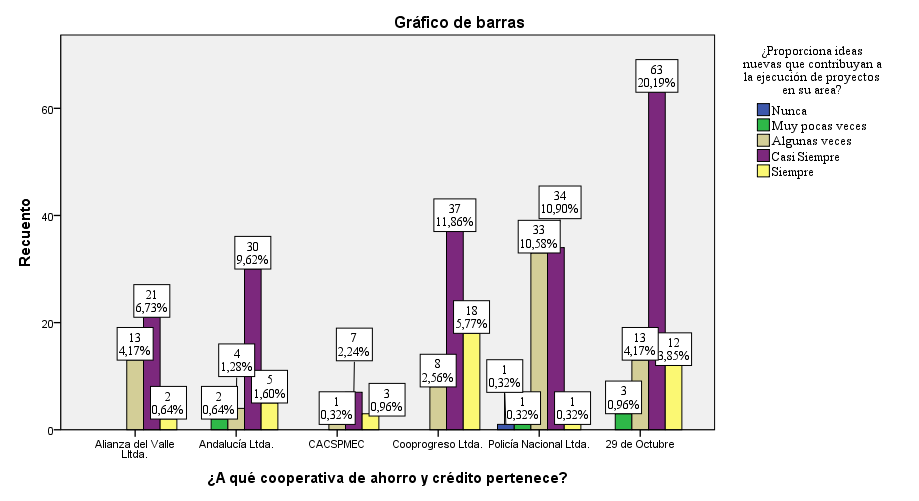 Gráfico de barras
¿Proporciona ideas
nuevas que contribuyan a
la ejecución de proyectos
en su area?
Nunca
Muy pocas veces
Algunas veces
Casi Siempre
Siempre
Recuento
60
40
20
0
13
4,17%
21
6,73%
2
0,64%
2
0,64%
4
1,28%
30
9,62%
5
1,60%
1
0,32%
7
2,24%
3
0,96%
8
2,56%
37
11,86%
18
5,77%
1
0,32%
1
0,32%
33
10,58%
34
10,90%
1
0,32%
3
0,96%
13
4,17%
63
20,19%
12
3,85%
Alianza del Valle
Lltda.
Andalucía Ltda.
CACSPMEC
Cooprogreso Ltda.
Policía Nacional Ltda.
29 de Octubre
¿A qué cooperativa de ahorro y crédito pertenece?